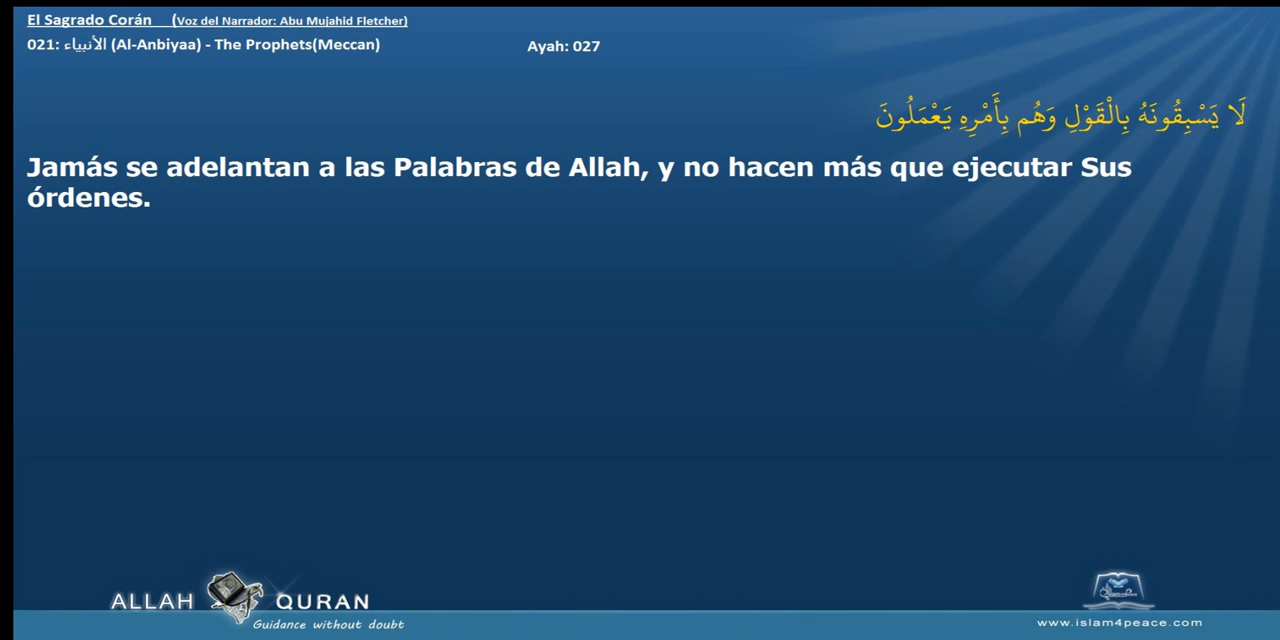 El Sagrado Corán (Voz del Narrador: Abu Mujahid Fletcher)
021: الأنبياء (Al-Anbiyaa) - The Prophets(Meccan) Ayah: 027
لَا يَسْبِقُونَهُ بِالْقَوْلِ وَهُم بِأَمْرِهِ يَعْمَلُونَ
Jamás se adelantan a las Palabras de Allah, y no hacen más que ejecutar Sus
órdenes.
ALLAH QURAN
Guidance without doubt
www.islam4peace.com